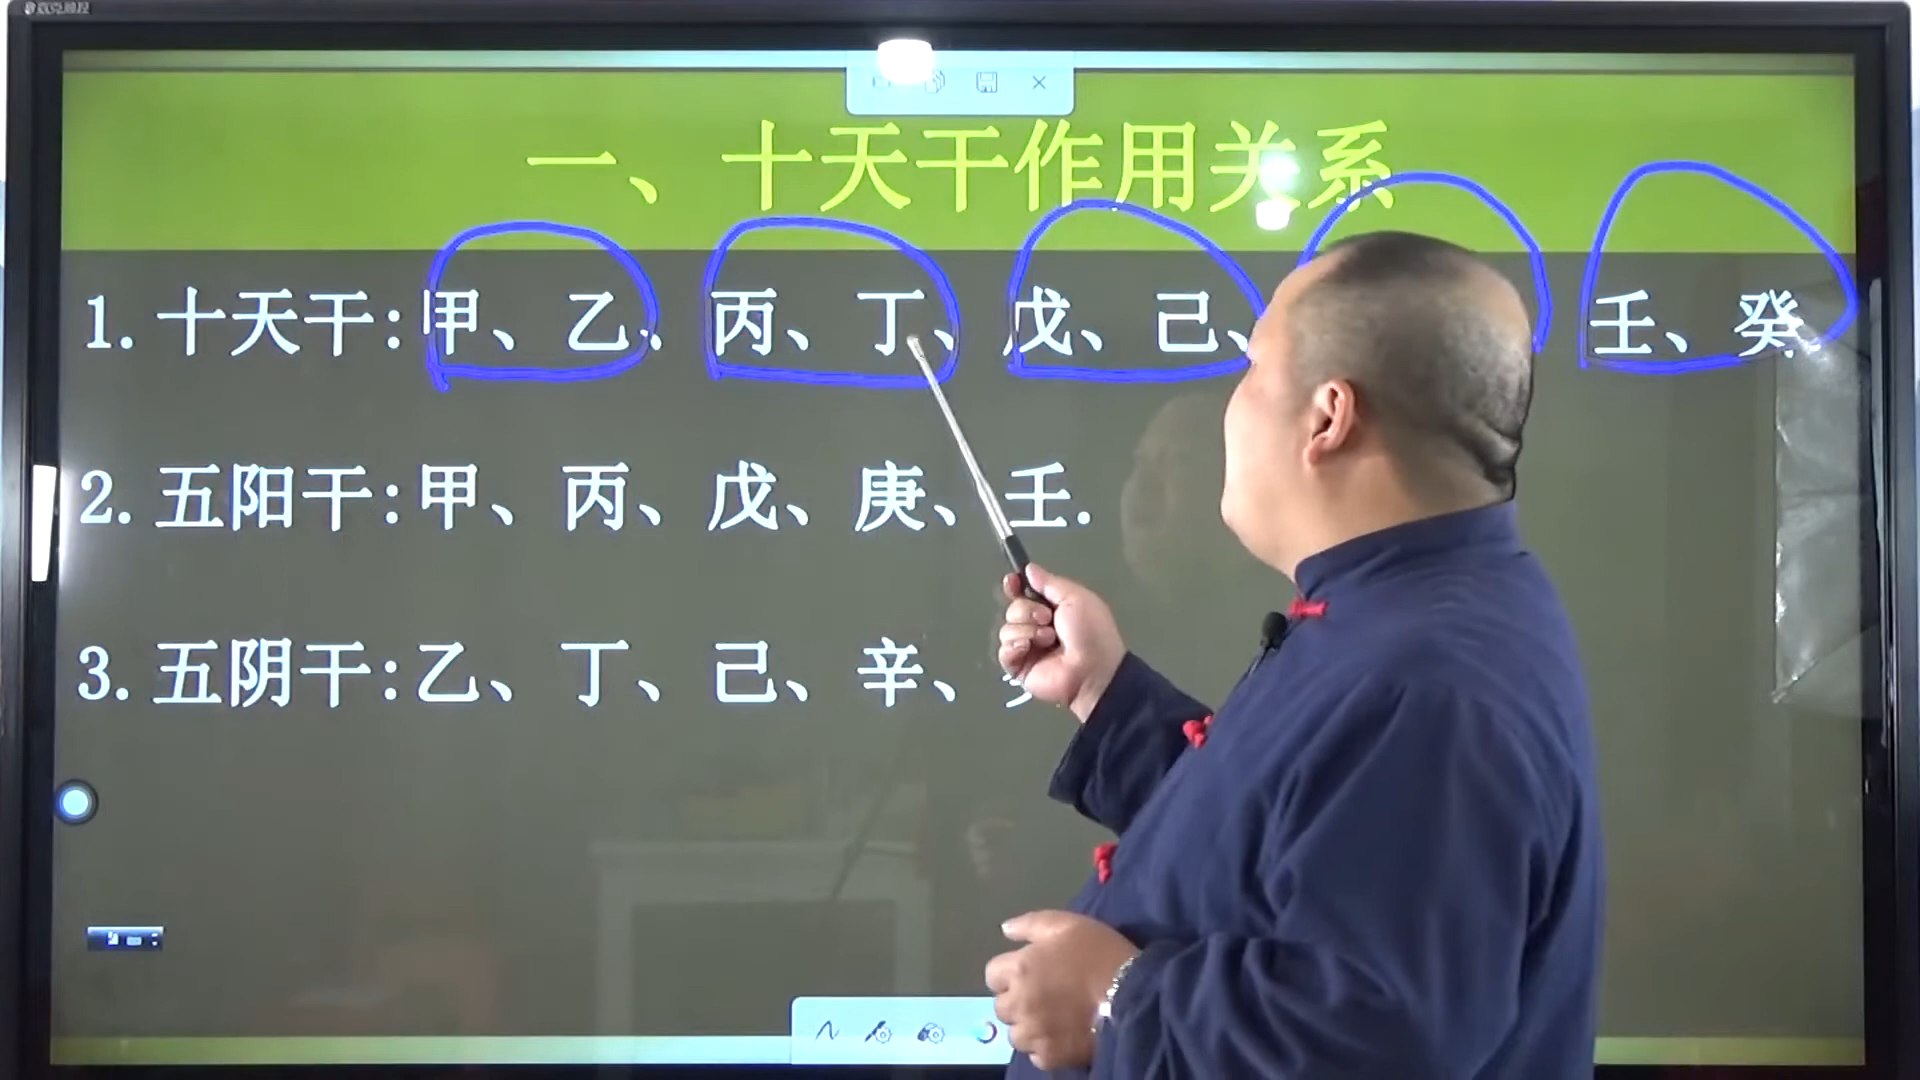 一、十天干作用关系
1. 十天干:甲、乙、丙、丁、戊、己、壬、癸.
2. 五阳干:甲、丙、戊、庚、壬.
3. 五阴干:乙、丁、己、辛、